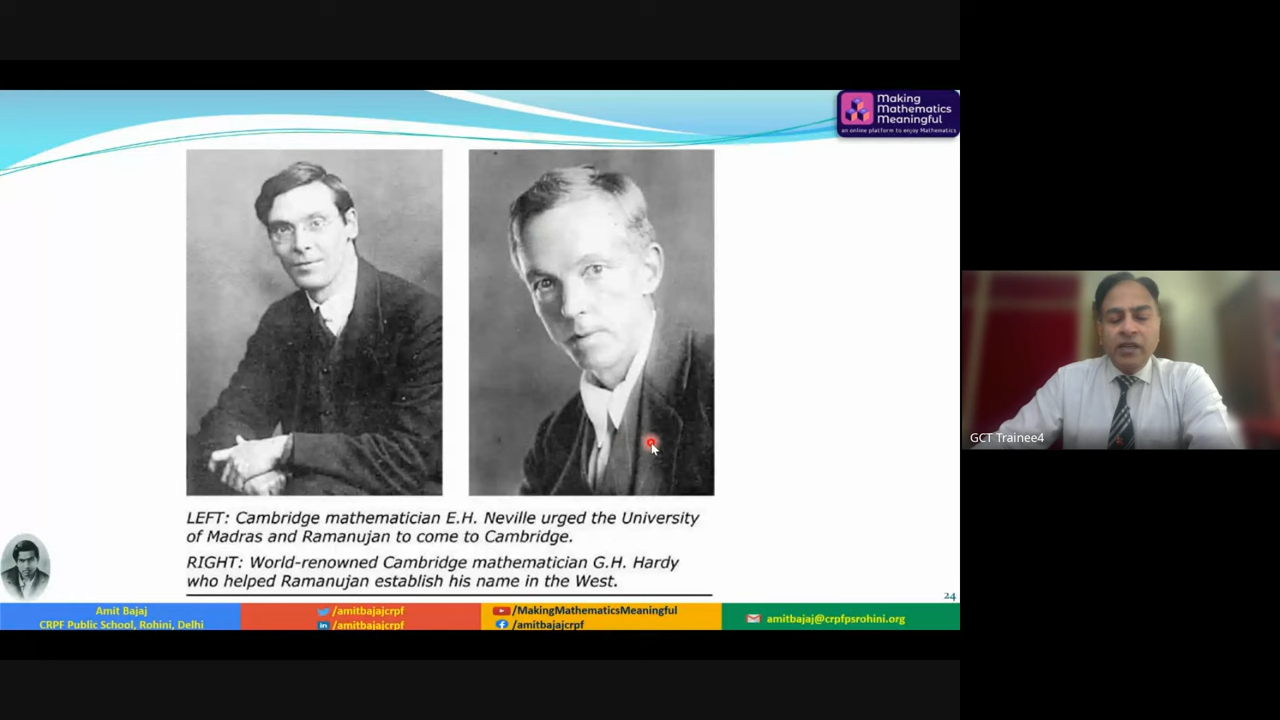 Making
Mathematics
Meaningful
an online platform to enjoy Mathematics
LEFT: Cambridge mathematician E.H. Neville urged the University
of Madras and Ramanujan to come to Cambridge.
RIGHT: World-renowned Cambridge mathematician G.H. Hardy
who helped Ramanujan establish his name in the West.
24
Amit Bajaj
CRPF Public School, Rohini, Delhi
/amitbajajcrpf
in /amitbajajcrpf
/MakingMathematicsMeaningful
/amitbajajcrpf
amitbajaj@crpfpsrohini.org
GCT Trainee4